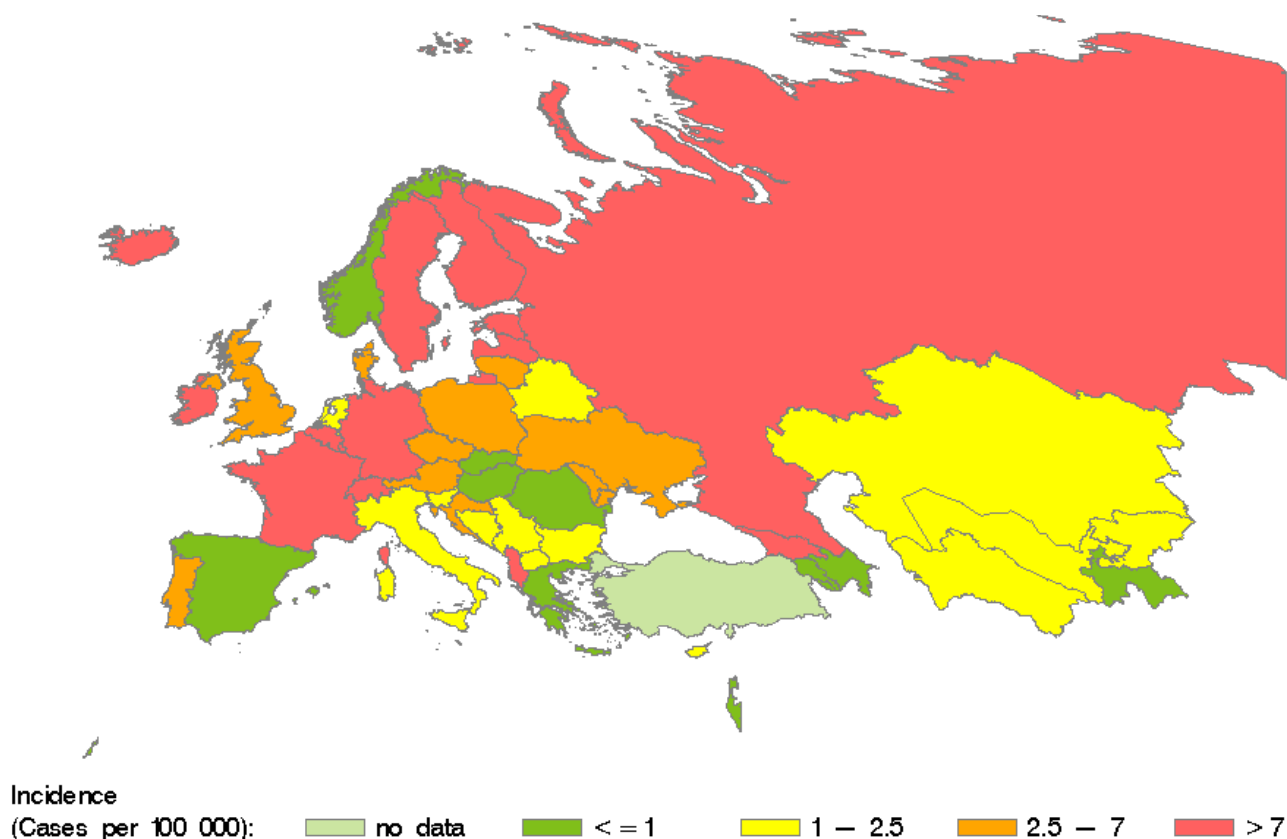 Incidence
(Cases per 100 000): no data <= 1 1 – 2.5 2.5 – 7 > 7